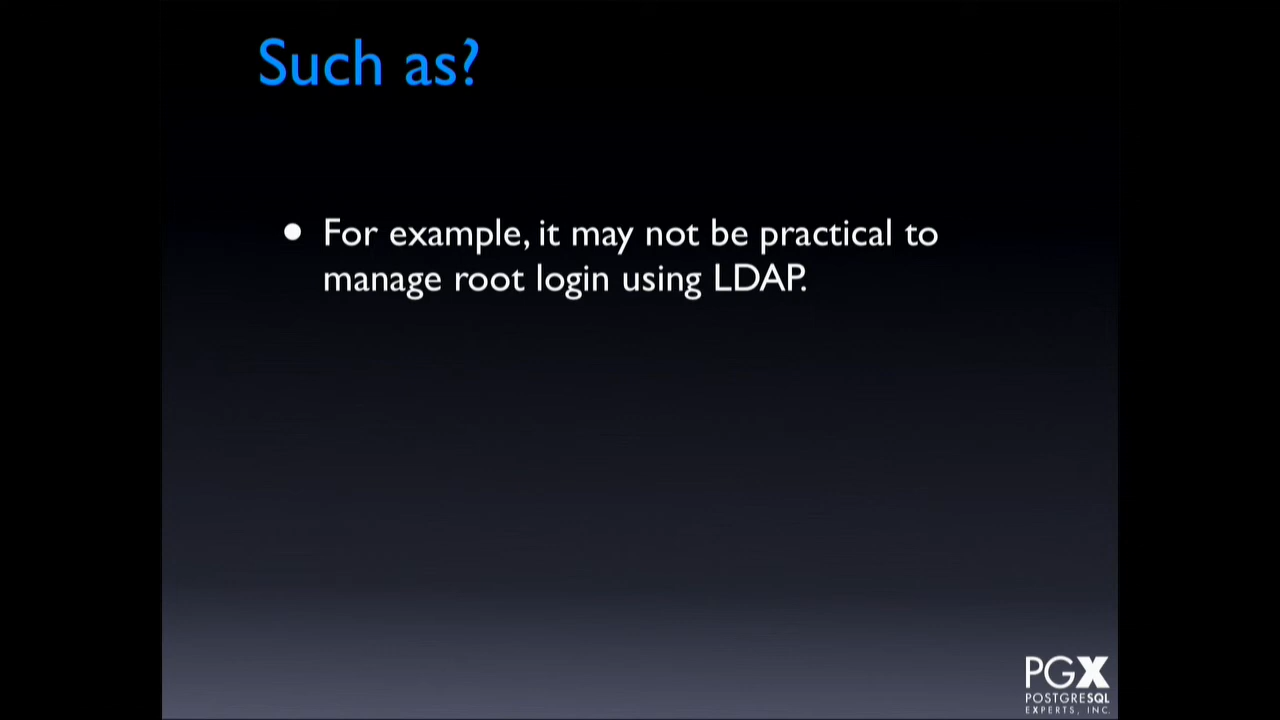 Such as?
• For example, it may not be practical to
manage root login using LDAP.
PGX
POSTGRESQL
EXPERTS, INC.